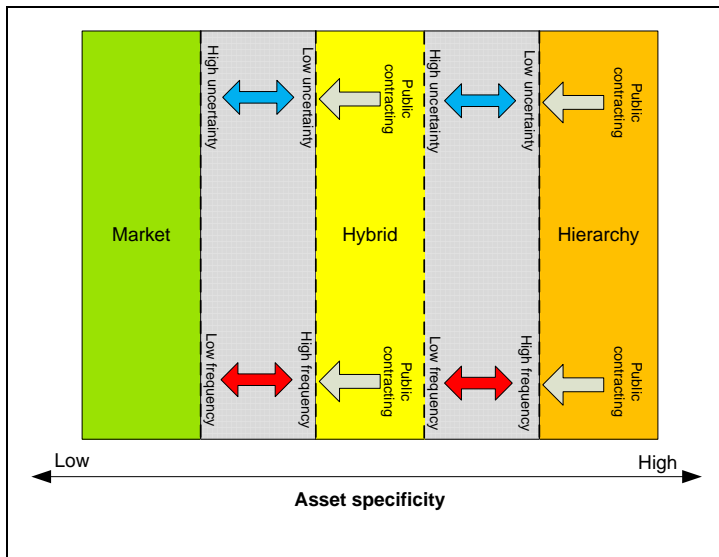 High uncertainty
Low uncertainty
Public
contracting
High uncertainty
Low uncertainty
Public
contracting
Market
Hybrid
Hierarchy
Low frequency
High frequency
Public
contracting
Low frequency
High frequency
Public
contracting
Low
High
Asset specificity